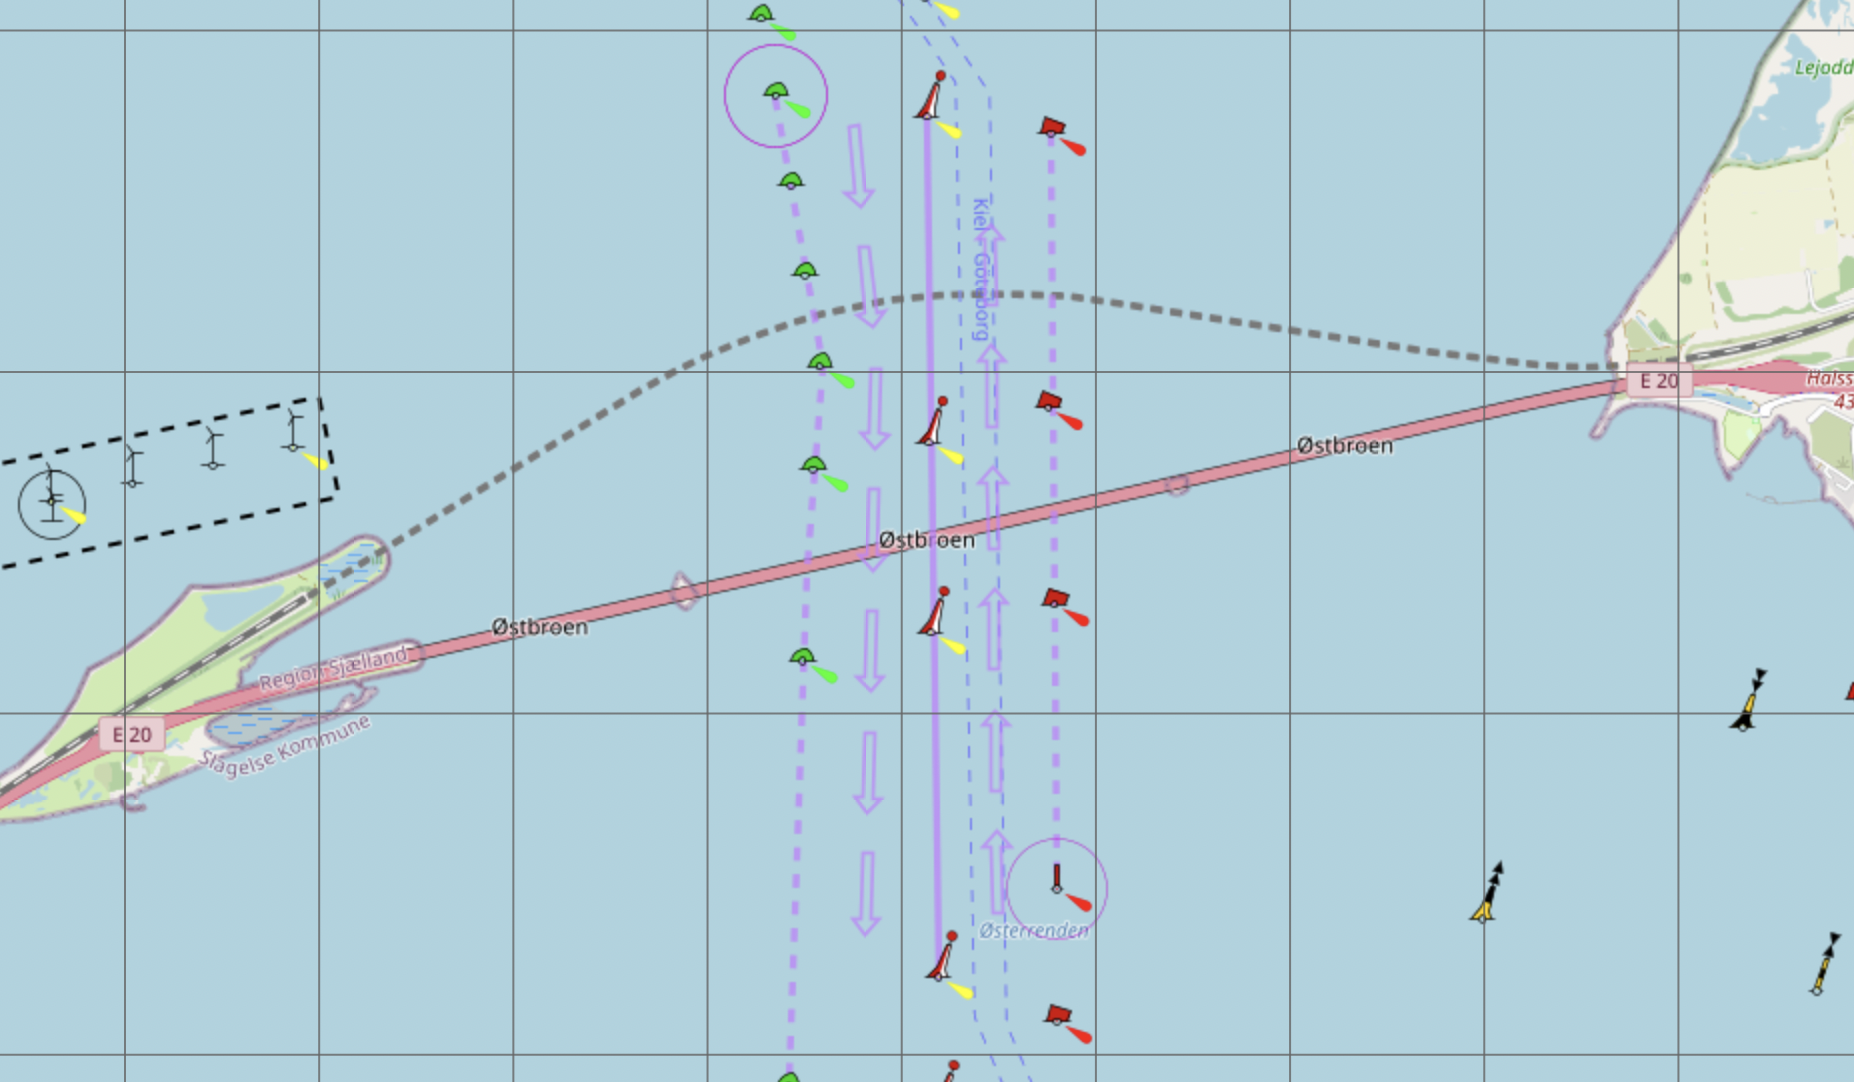 Lejodd
Kiel - Göteborg
E 20
Halss
43
Østbroen
Østbroen
Østbroen
Region Sjælland
E 20
Slagelse Kommune
Østerrenden